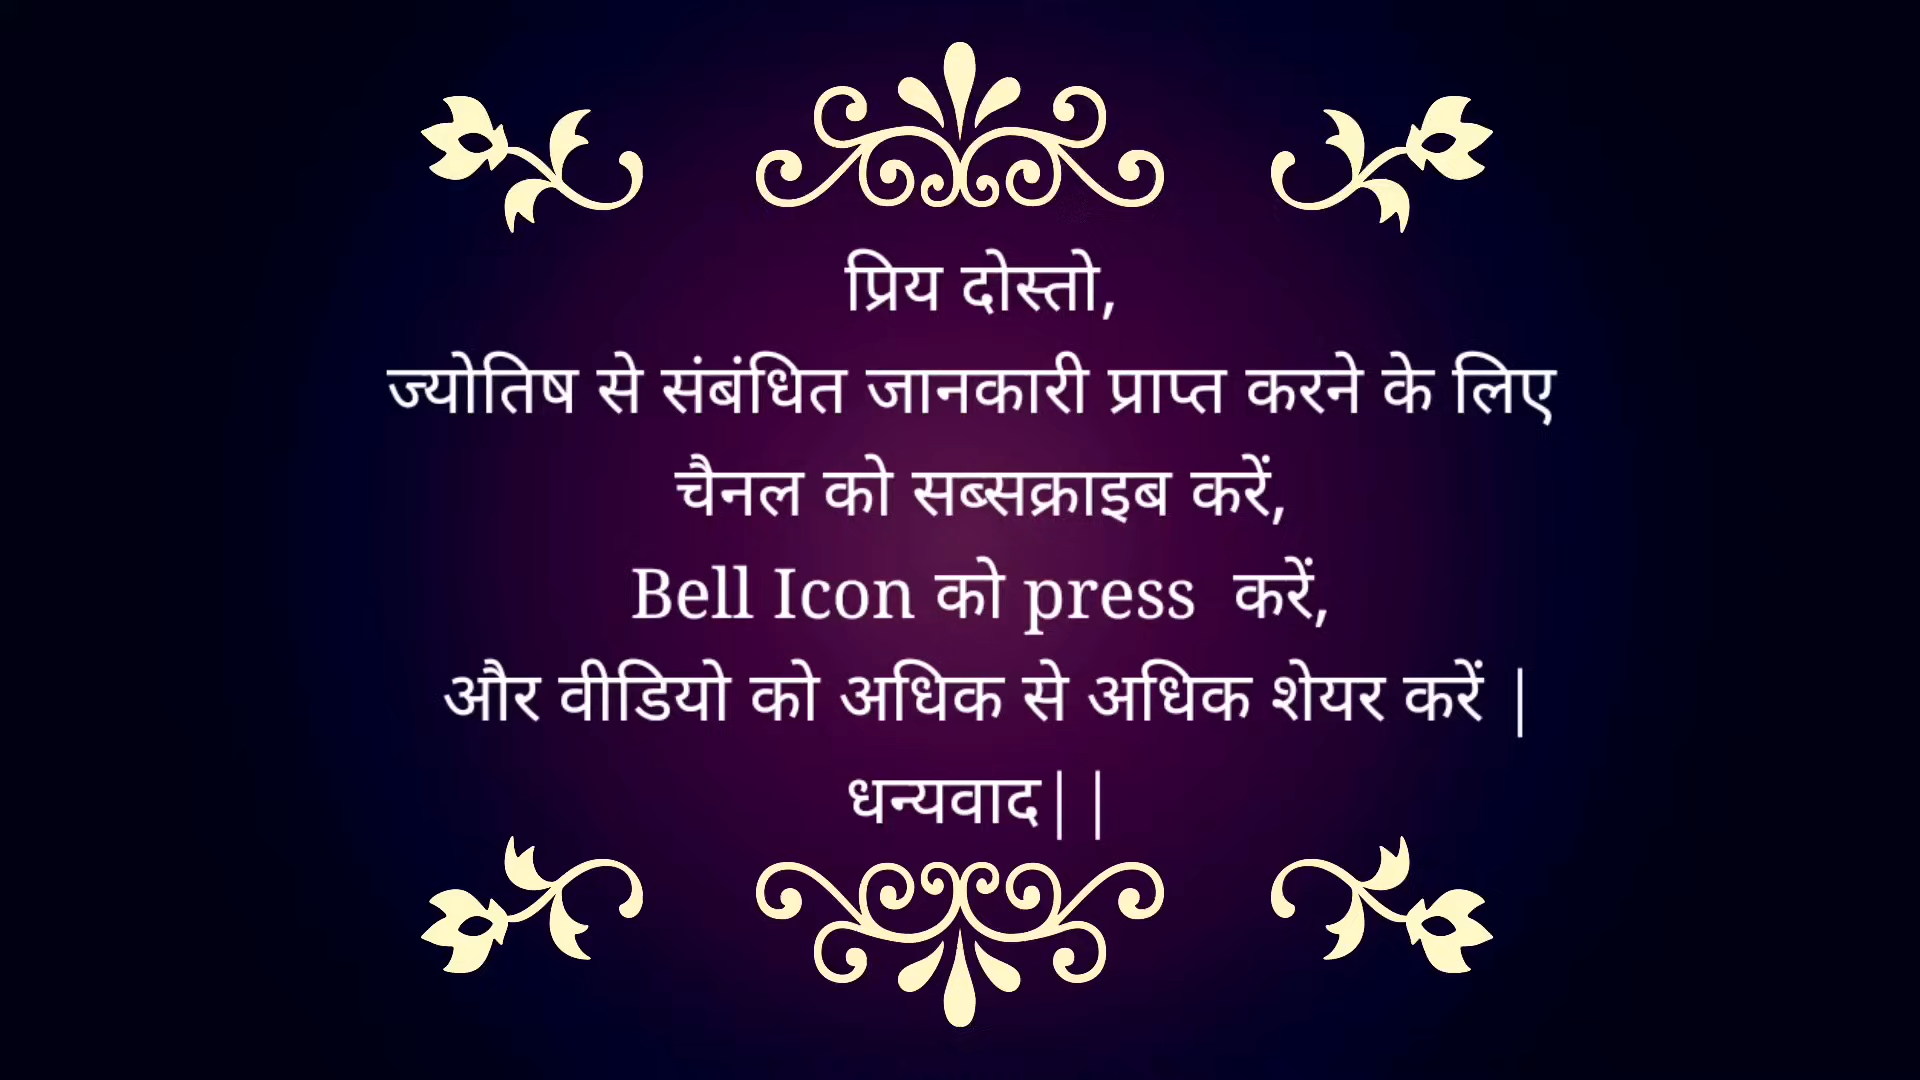 प्रिय दोस्तो,
ज्योतिष से संबंधित जानकारी प्राप्त करने के लिए
चैनल को सब्सक्राइब करें,
Bell Icon को press  करें,
और वीडियो को अधिक से अधिक शेयर करें |
धन्यवाद||